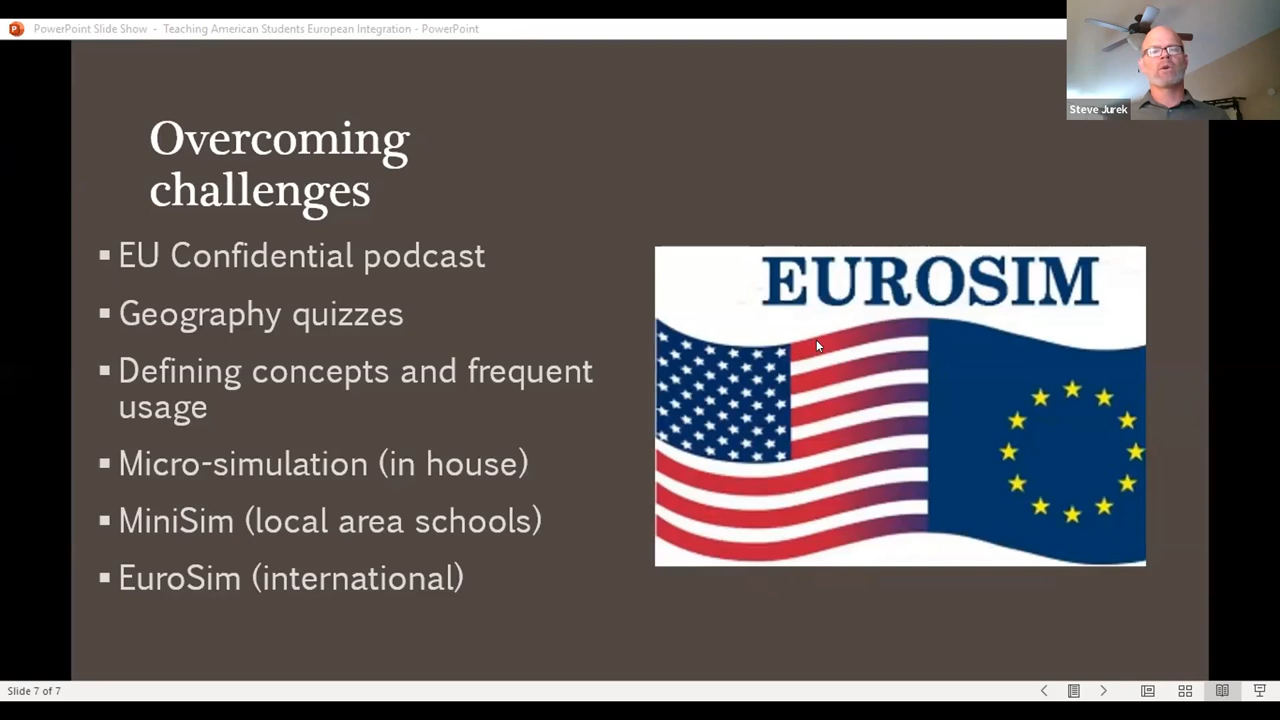 PowerPoint Slide Show - Teaching American Students European Integration - PowerPoint
Steve Jurek
Overcoming
challenges
▪ EU Confidential podcast
▪ Geography quizzes
▪ Defining concepts and frequent
usage
▪ Micro-simulation (in house)
▪ MiniSim (local area schools)
▪ EuroSim (international)
EUROSIM
Slide 7 of 7